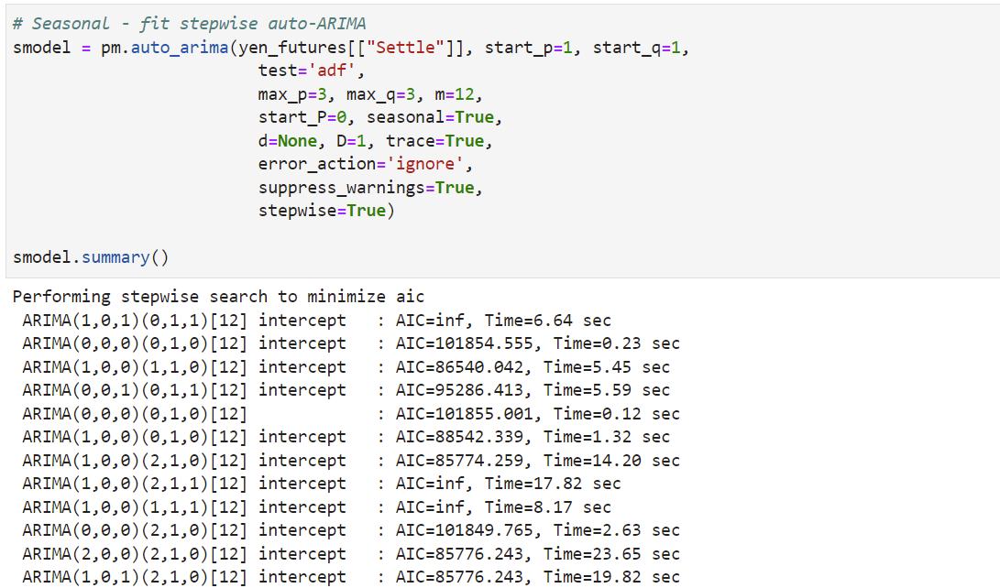 # Seasonal - fit stepwise auto-ARIMA
smodel = pm.auto_arima(yen_futures[["Settle"]], start_p=1, start_q=1,
test='adf',
max_p=3, max_q=3, m=12,
start_P=0, seasonal=True,
d=None, D=1, trace=True,
error_action='ignore',
suppress_warnings=True,
stepwise=True)
smodel.summary()
Performing stepwise search to minimize aic
ARIMA(1,0,1)(0,1,1)[12] intercept   : AIC=inf, Time=6.64 sec
ARIMA(0,0,0)(0,1,0)[12] intercept   : AIC=101854.555, Time=0.23 sec
ARIMA(1,0,0)(1,1,0)[12] intercept   : AIC=86540.042, Time=5.45 sec
ARIMA(0,0,1)(0,1,1)[12] intercept   : AIC=95286.413, Time=5.59 sec
ARIMA(0,0,0)(0,1,0)[12]             : AIC=101855.001, Time=0.12 sec
ARIMA(1,0,0)(0,1,0)[12] intercept   : AIC=88542.339, Time=1.32 sec
ARIMA(1,0,0)(2,1,0)[12] intercept   : AIC=85774.259, Time=14.20 sec
ARIMA(1,0,0)(2,1,1)[12] intercept   : AIC=inf, Time=17.82 sec
ARIMA(1,0,0)(1,1,1)[12] intercept   : AIC=inf, Time=8.17 sec
ARIMA(0,0,0)(2,1,0)[12] intercept   : AIC=101849.765, Time=2.63 sec
ARIMA(2,0,0)(2,1,0)[12] intercept   : AIC=85776.243, Time=23.65 sec
ARIMA(1,0,1)(2,1,0)[12] intercept   : AIC=85776.243, Time=19.82 sec